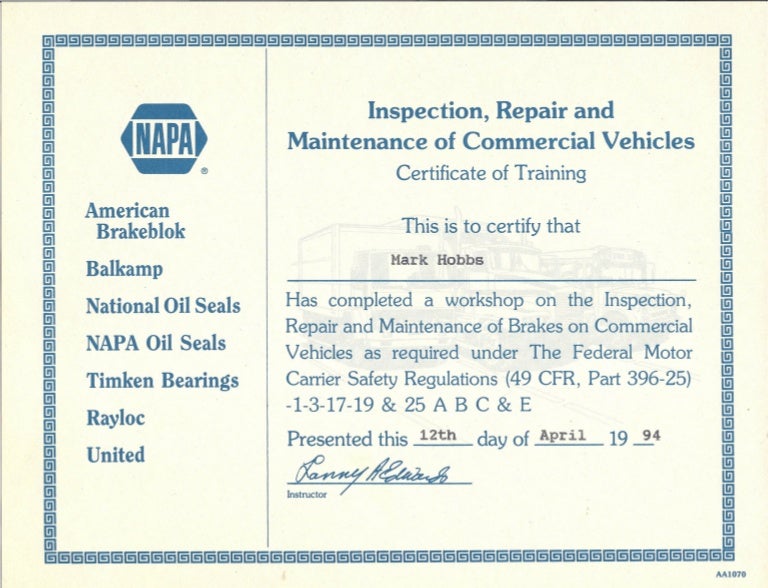 NAPA
®
American
Brakeblok
Balkamp
National Oil Seals
NAPA Oil Seals
Timken Bearings
Rayloc
United
Inspection, Repair and
Maintenance of Commercial Vehicles
Certificate of Training
This is to certify that
Mark Hobbs
Has completed a workshop on the Inspection,
Repair and Maintenance of Brakes on Commercial
Vehicles as required under The Federal Motor
Carrier Safety Regulations (49 CFR, Part 396-25)
-1-3-17-19 & 25 A B C & E
Presented this 12th day of April 19 94
Lanny A Edwards
Instructor
AA1070